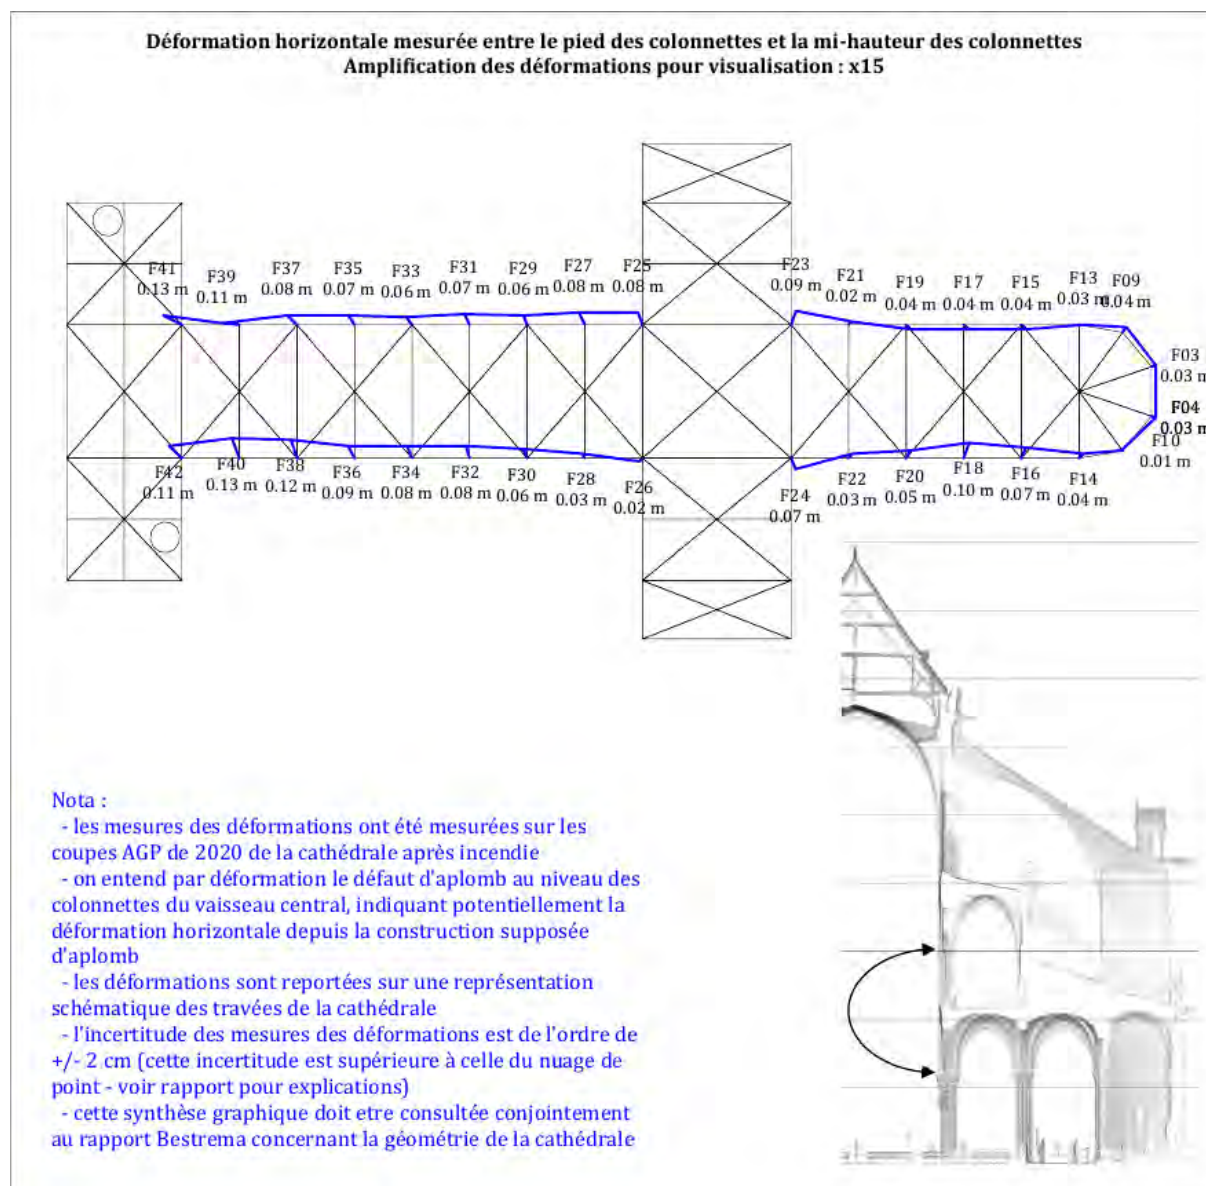 Déformation horizontale mesurée entre le pied des colonnettes et la mi-hauteur des colonnettes
Amplification des déformations pour visualisation : x15
F41
0.13 m
F39
0.11 m
F37
0.08 m
F35
0.07 m
F33
0.06 m
F31
0.07 m
F29
0.06 m
F27
0.08 m
F25
0.08 m
F23
0.09 m
F21
0.02 m
F19
0.04 m
F17
0.04 m
F15
0.04 m
F13
0.03 m
F09
0.04 m
F03
0.03 m
F04
0.03 m
F10
0.01 m
F42
0.11 m
F40
0.13 m
F38
0.12 m
F36
0.09 m
F34
0.08 m
F32
0.08 m
F30
0.06 m
F28
0.03 m
F26
0.02 m
F24
0.07 m
F22
0.03 m
F20
0.05 m
F18
0.10 m
F16
0.07 m
F14
0.04 m
Nota :
- les mesures des déformations ont été mesurées sur les
coupes AGP de 2020 de la cathédrale après incendie
- on entend par déformation le défaut d'aplomb au niveau des
colonnettes du vaisseau central, indiquant potentiellement la
déformation horizontale depuis la construction supposée
d'aplomb
- les déformations sont reportées sur une représentation
schématique des travées de la cathédrale
- l'incertitude des mesures des déformations est de l'ordre de
+/- 2 cm (cette incertitude est supérieure à celle du nuage de
point - voir rapport pour explications)
- cette synthèse graphique doit etre consultée conjointement
au rapport Bestrema concernant la géométrie de la cathédrale